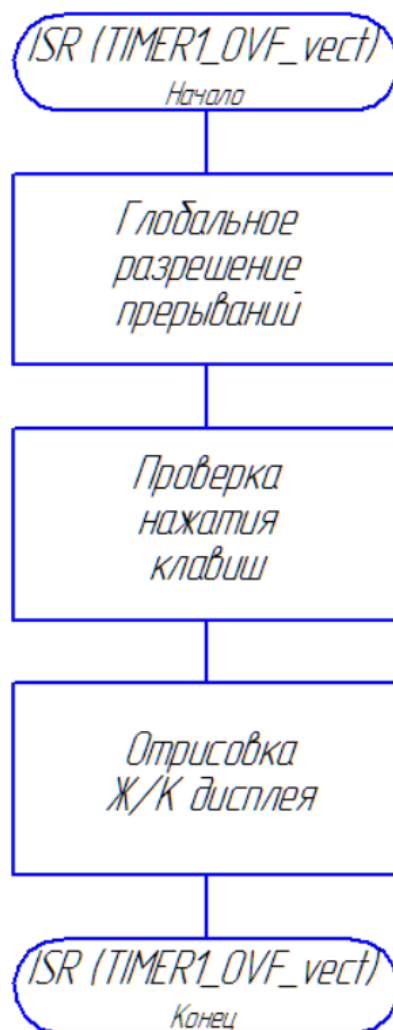 ISR (TIMER1_OVF_vect)
Начало
Глобальное
разрешение
прерываний
Проверка
нажатия
клавиш
Отрисовка
Ж/К дисплея
ISR (TIMER1_OVF_vect)
Конец